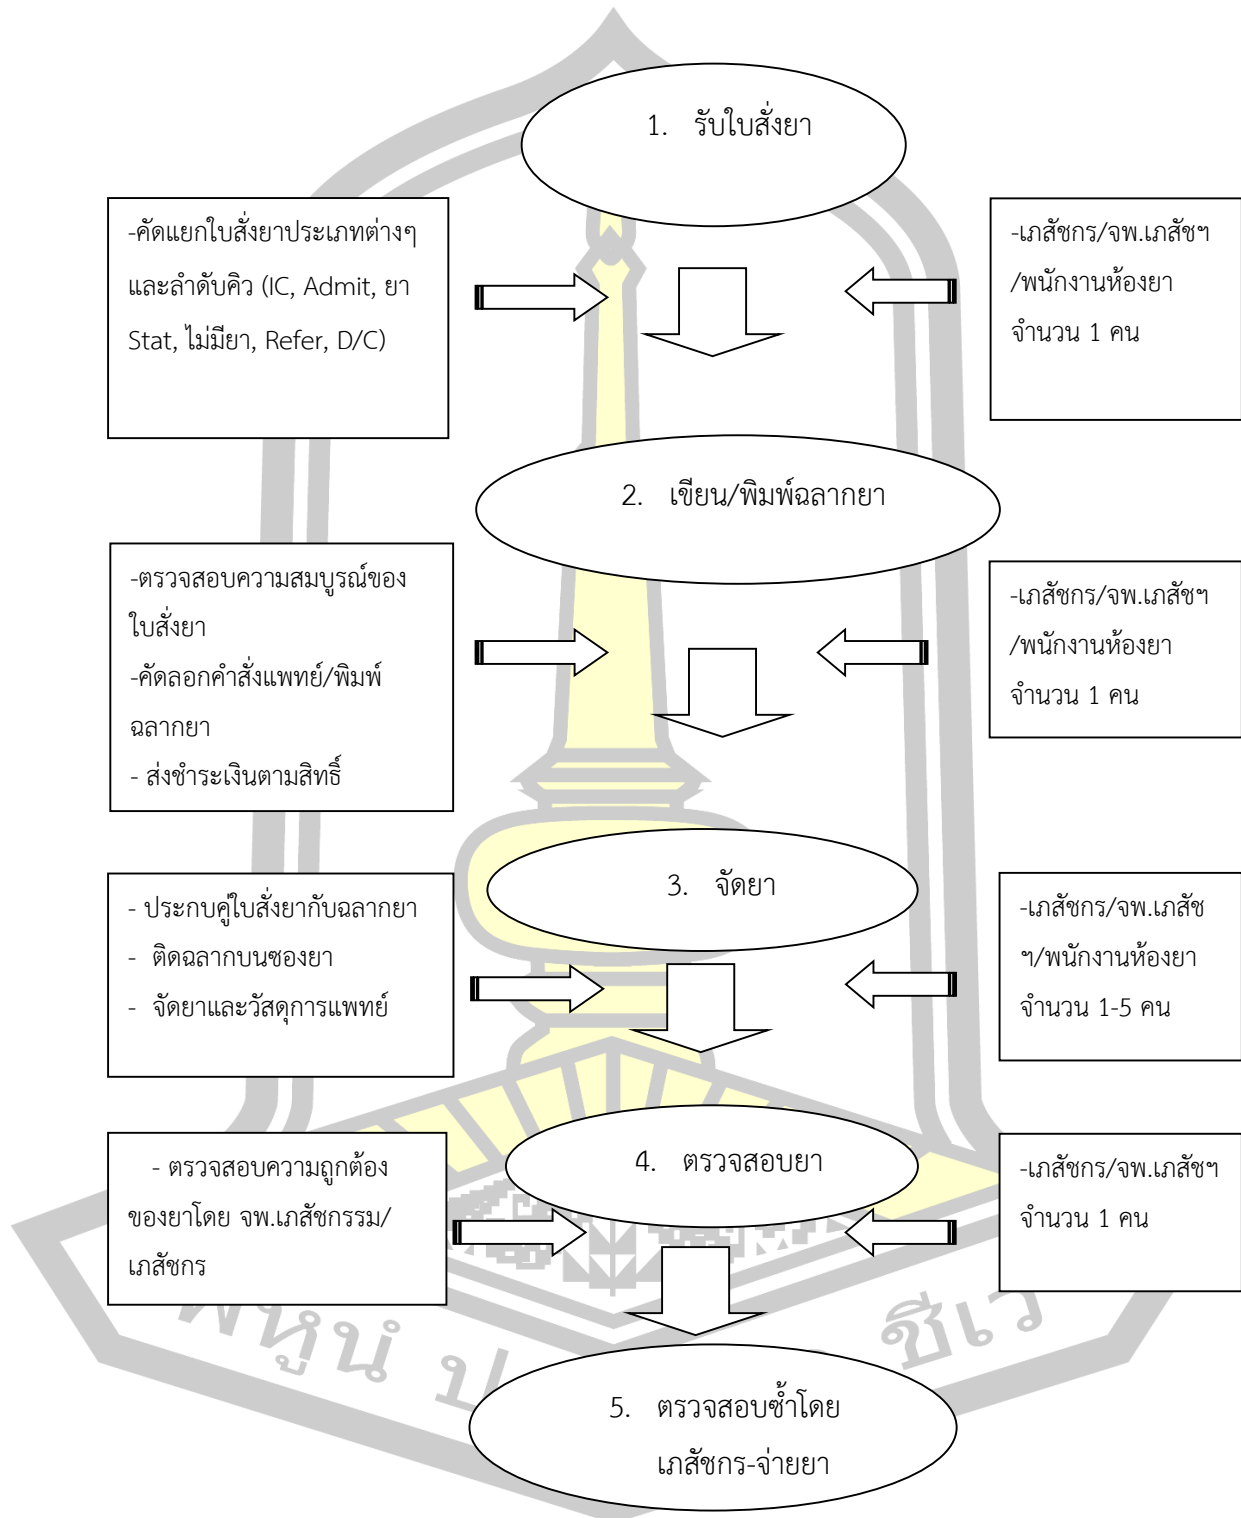 1. รับใบสั่งยา
-คัดแยกใบสั่งยาประเภทต่างๆ
และลำดับคิว (IC, Admit, ยา
Stat, ไม่มียา, Refer, D/C)
-เภสัชกร/จพ.เภสัชฯ
/พนักงานห้องยา
จำนวน 1 คน
2. เขียน/พิมพ์ฉลากยา
-ตรวจสอบความสมบูรณ์ของ
ใบสั่งยา
-คัดลอกคำสั่งแพทย์/พิมพ์
ฉลากยา
- ส่งชำระเงินตามสิทธิ์
-เภสัชกร/จพ.เภสัชฯ
/พนักงานห้องยา
จำนวน 1 คน
3. จัดยา
- ประกบคู่ใบสั่งยากับฉลากยา
- ติดฉลากบนซองยา
- จัดยาและวัสดุการแพทย์
-เภสัชกร/จพ.เภสัช
ฯ/พนักงานห้องยา
จำนวน 1-5 คน
4. ตรวจสอบยา
- ตรวจสอบความถูกต้อง
ของยาโดย จพ.เภสัชกรรม/
เภสัชกร
-เภสัชกร/จพ.เภสัชฯ
จำนวน 1 คน
5. ตรวจสอบซ้ำโดย
เภสัชกร-จ่ายยา
พหูนํ ชีเว